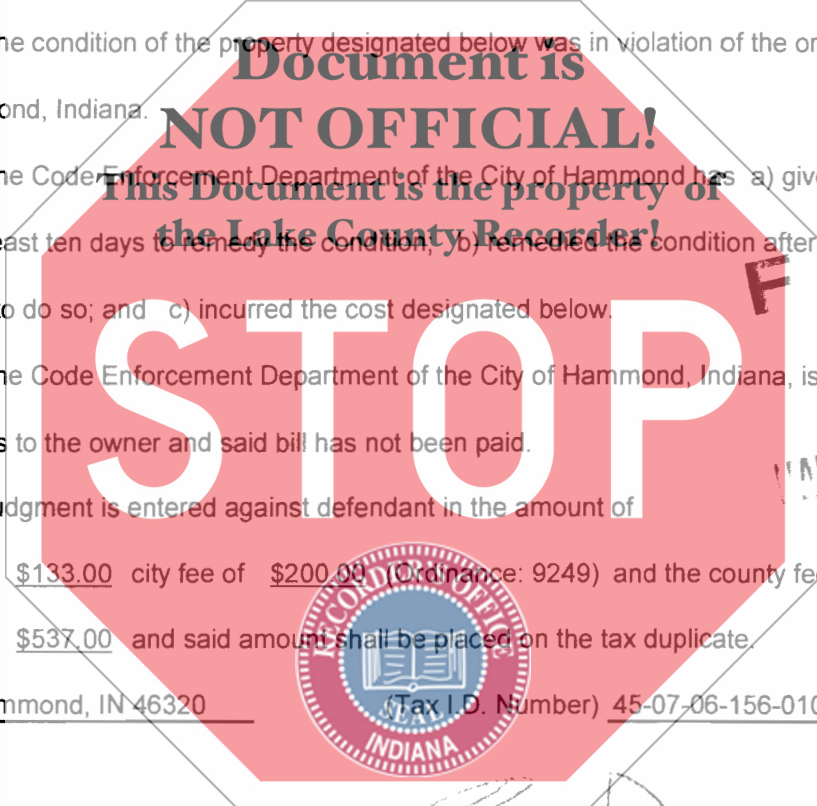 he condition of the property designated below was in violation of the or
Document is
ond, Indiana.
NOT OFFICIAL!
he Code Enforcement Department of the City of Hammond has a) give
This Document is the property of
the Lake County Recorder!
east ten days to remedy the condition; b) remedied the condition after
F
o do so; and c) incurred the cost designated below.
STOP
he Code Enforcement Department of the City of Hammond, Indiana, is
s to the owner and said bill has not been paid.
udgment is entered against defendant in the amount of
$133.00 city fee of $200.00 (Ordinance: 9249) and the county fee
$537.00 and said amount shall be placed on the tax duplicate.
mmond, IN 46320 (Tax I.D. Number) 45-07-06-156-010
RECORDER'S OFFICE
SEAL
INDIANA